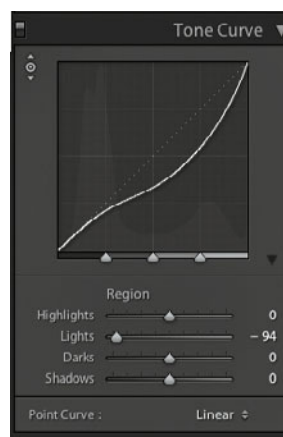 Tone Curve
Region
Highlights 0
Lights – 94
Darks 0
Shadows 0
Point Curve : Linear